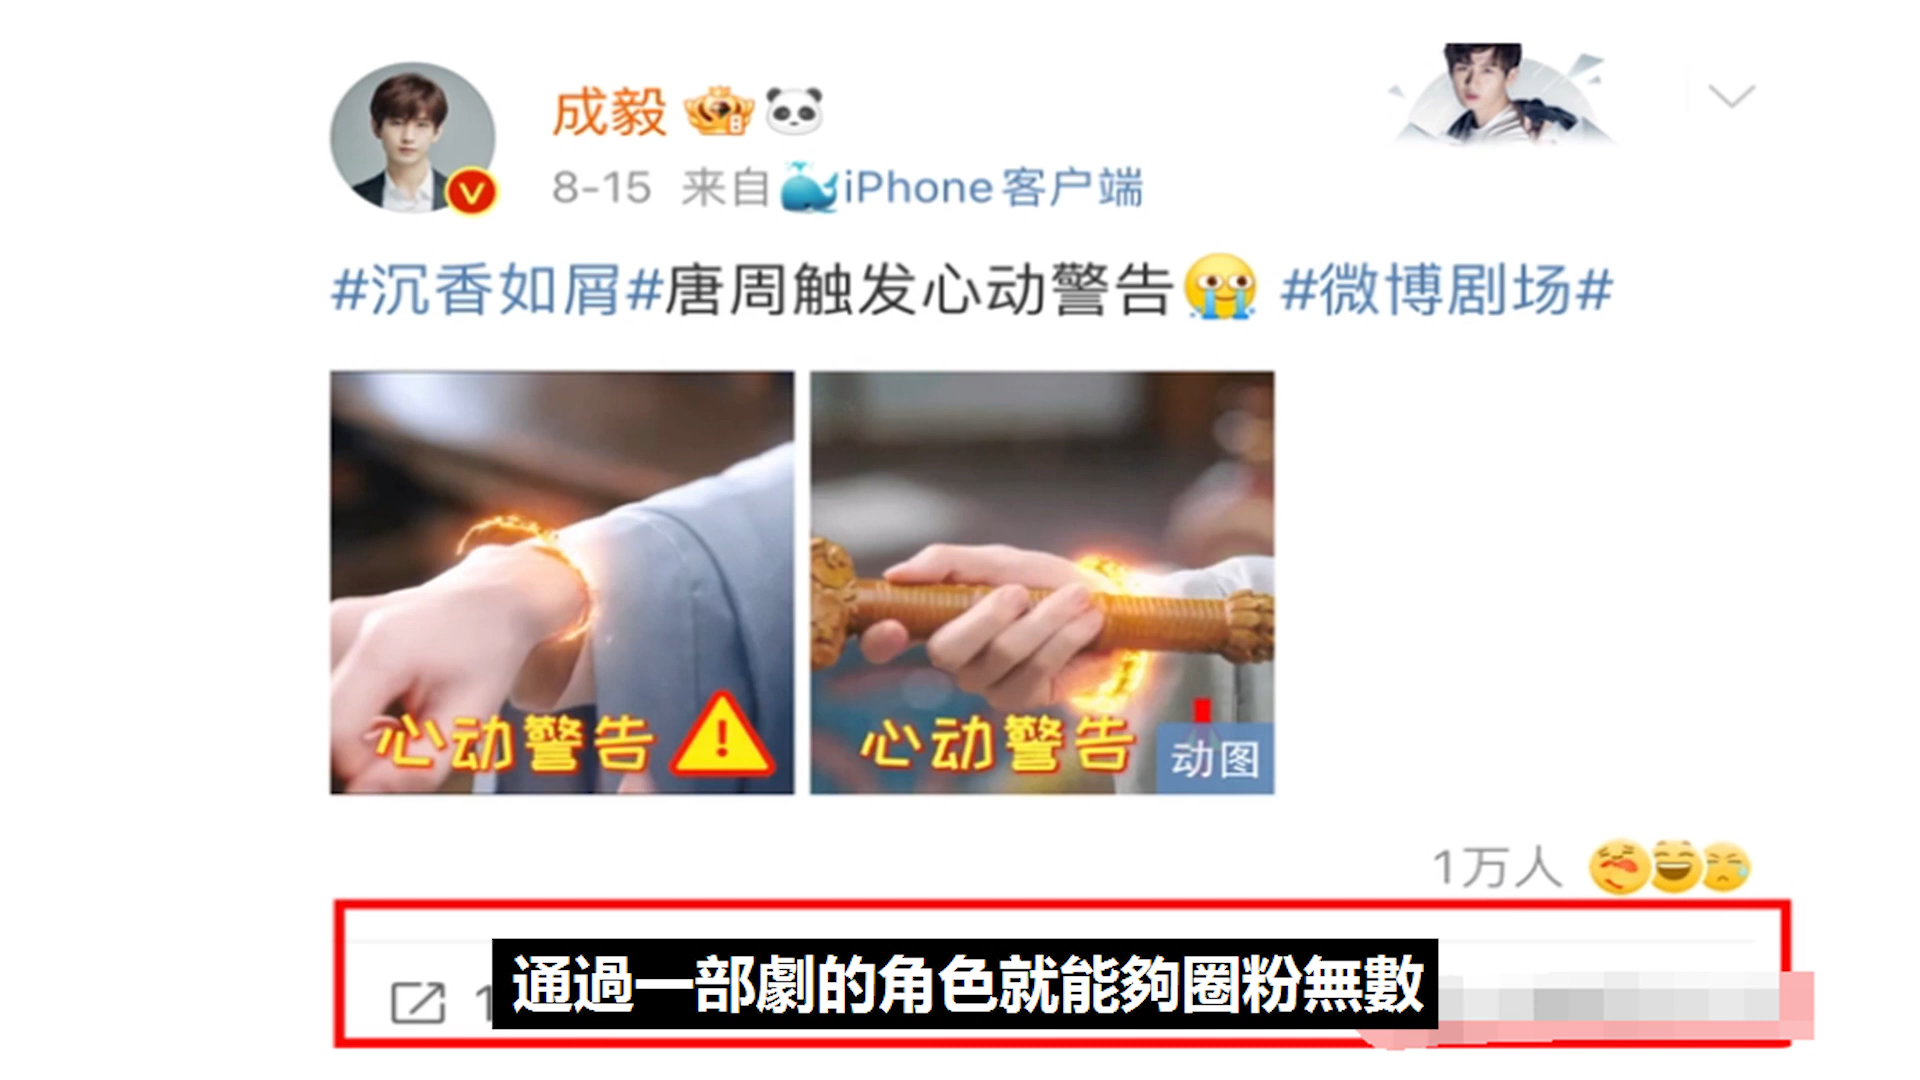 成毅
8-15 来自 iPhone客户端
#沉香如屑#唐周触发心动警告 #微博剧场#
心动警告
心动警告
动图
1万人
通過一部劇的角色就能夠圈粉無數